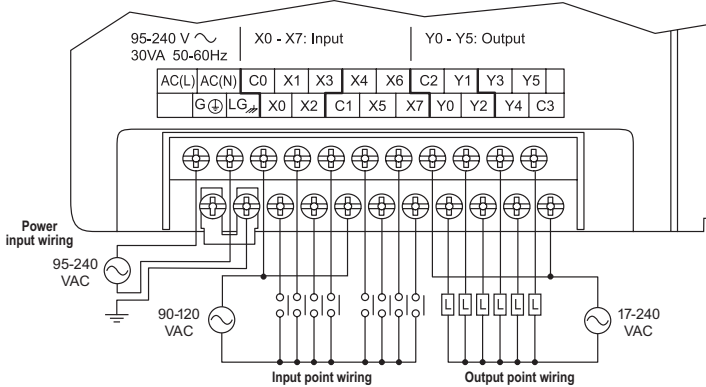 95-240 V
30VA 50-60Hz
X0 - X7: Input
Y0 - Y5: Output
AC(L) AC(N) C0 X1 X3 X4 X6 C2 Y1 Y3 Y5
G LG X0 X2 C1 X5 X7 Y0 Y2 Y4 C3
Power
input wiring
95-240
VAC
90-120
VAC
L L L L L L
17-240
VAC
Input point wiring
Output point wiring